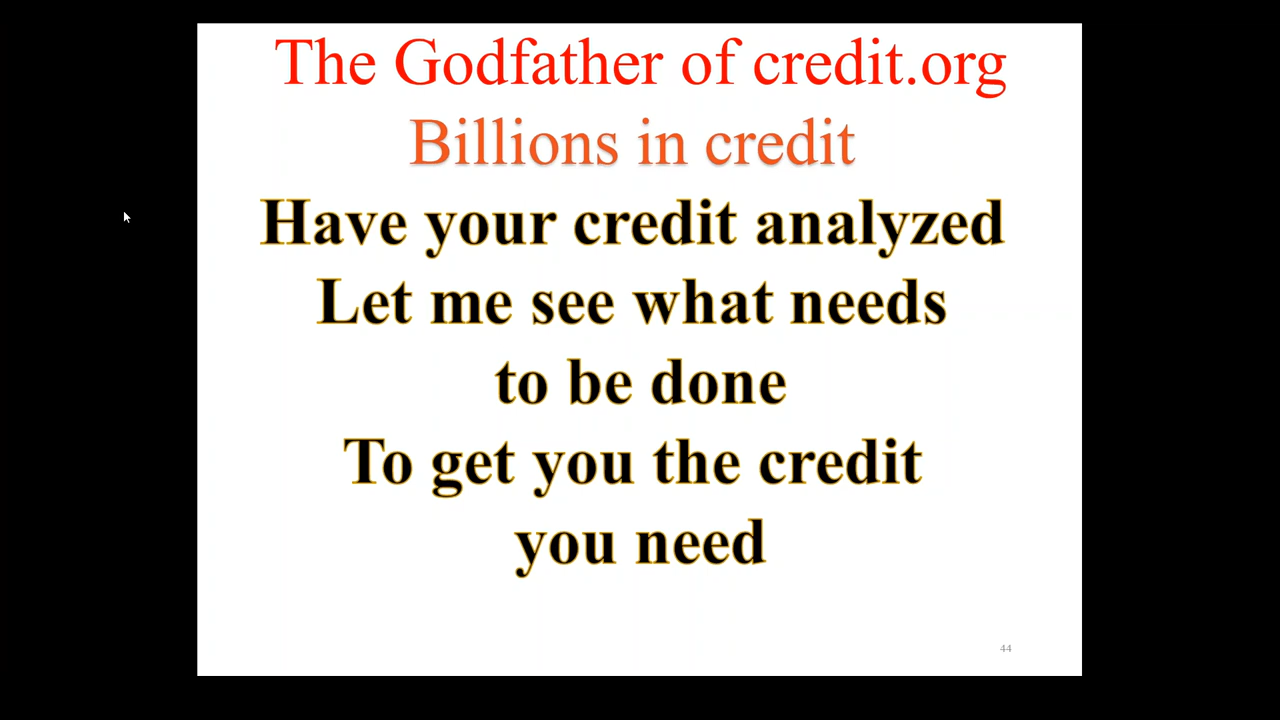 The Godfather of credit.org
Billions in credit
Have your credit analyzed
Let me see what needs
to be done
To get you the credit
you need
44